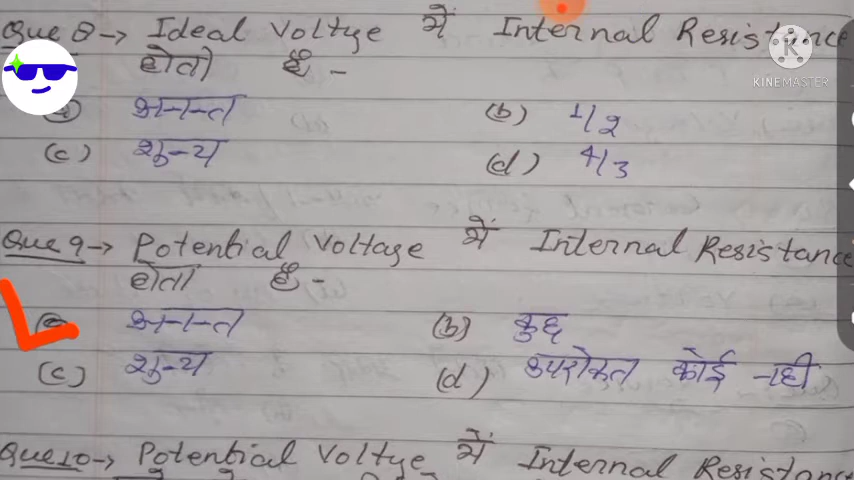 Que 8→ Ideal Voltge में Internal Resistance
होतो है -
(a) अनन्त (b) 1/2
(c) शुन्य (d) 4/3
Que 9→ Potential Voltage में Internal Resistance
होता है -
अनन्त (b) कुछ
(c) शुन्य (d) उपरोक्त कोई नही
Que 10→ Potential Voltge में Internal Resistance
KINEMASTER